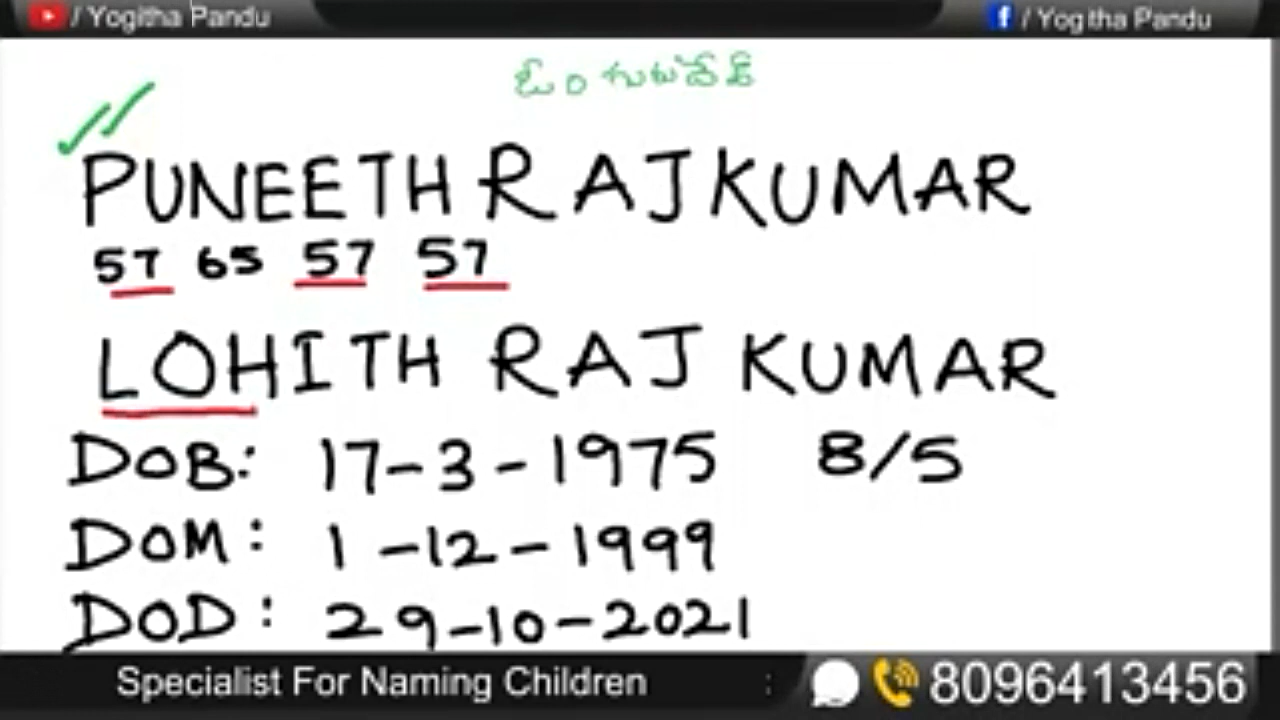 / Yogitha Pandu
f / Yogitha Pandu
ఓం గురుదేవ్
PUNEETH RAJKUMAR
57 65 57 57
LOHITH RAJ KUMAR
DOB: 17-3-1975 8/5
DOM: 1-12-1999
DOD: 29-10-2021
Specialist For Naming Children : 8096413456